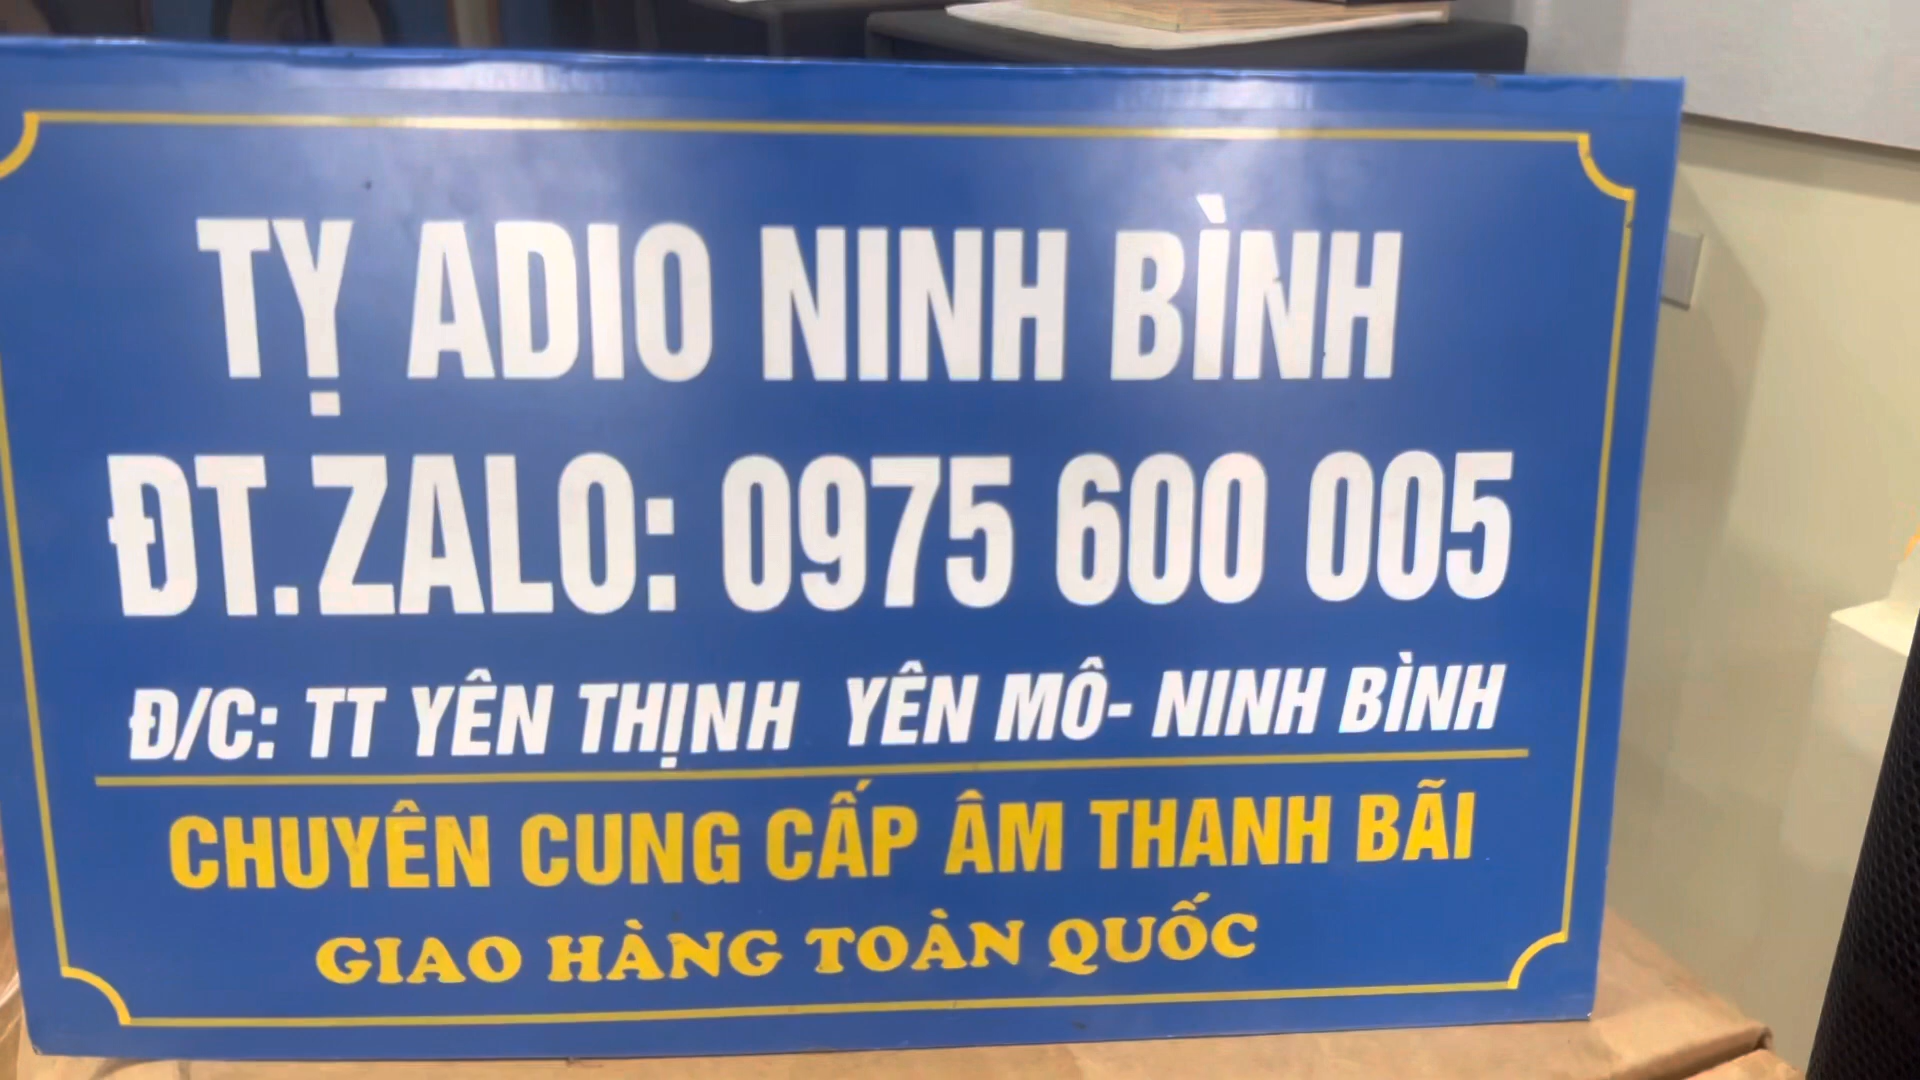 TỴ ADIO NINH BÌNH
ĐT.ZALO: 0975 600 005
Đ/C: TT YÊN THỊNH YÊN MÔ- NINH BÌNH
CHUYÊN CUNG CẤP ÂM THANH BÃI
GIAO HÀNG TOÀN QUỐC